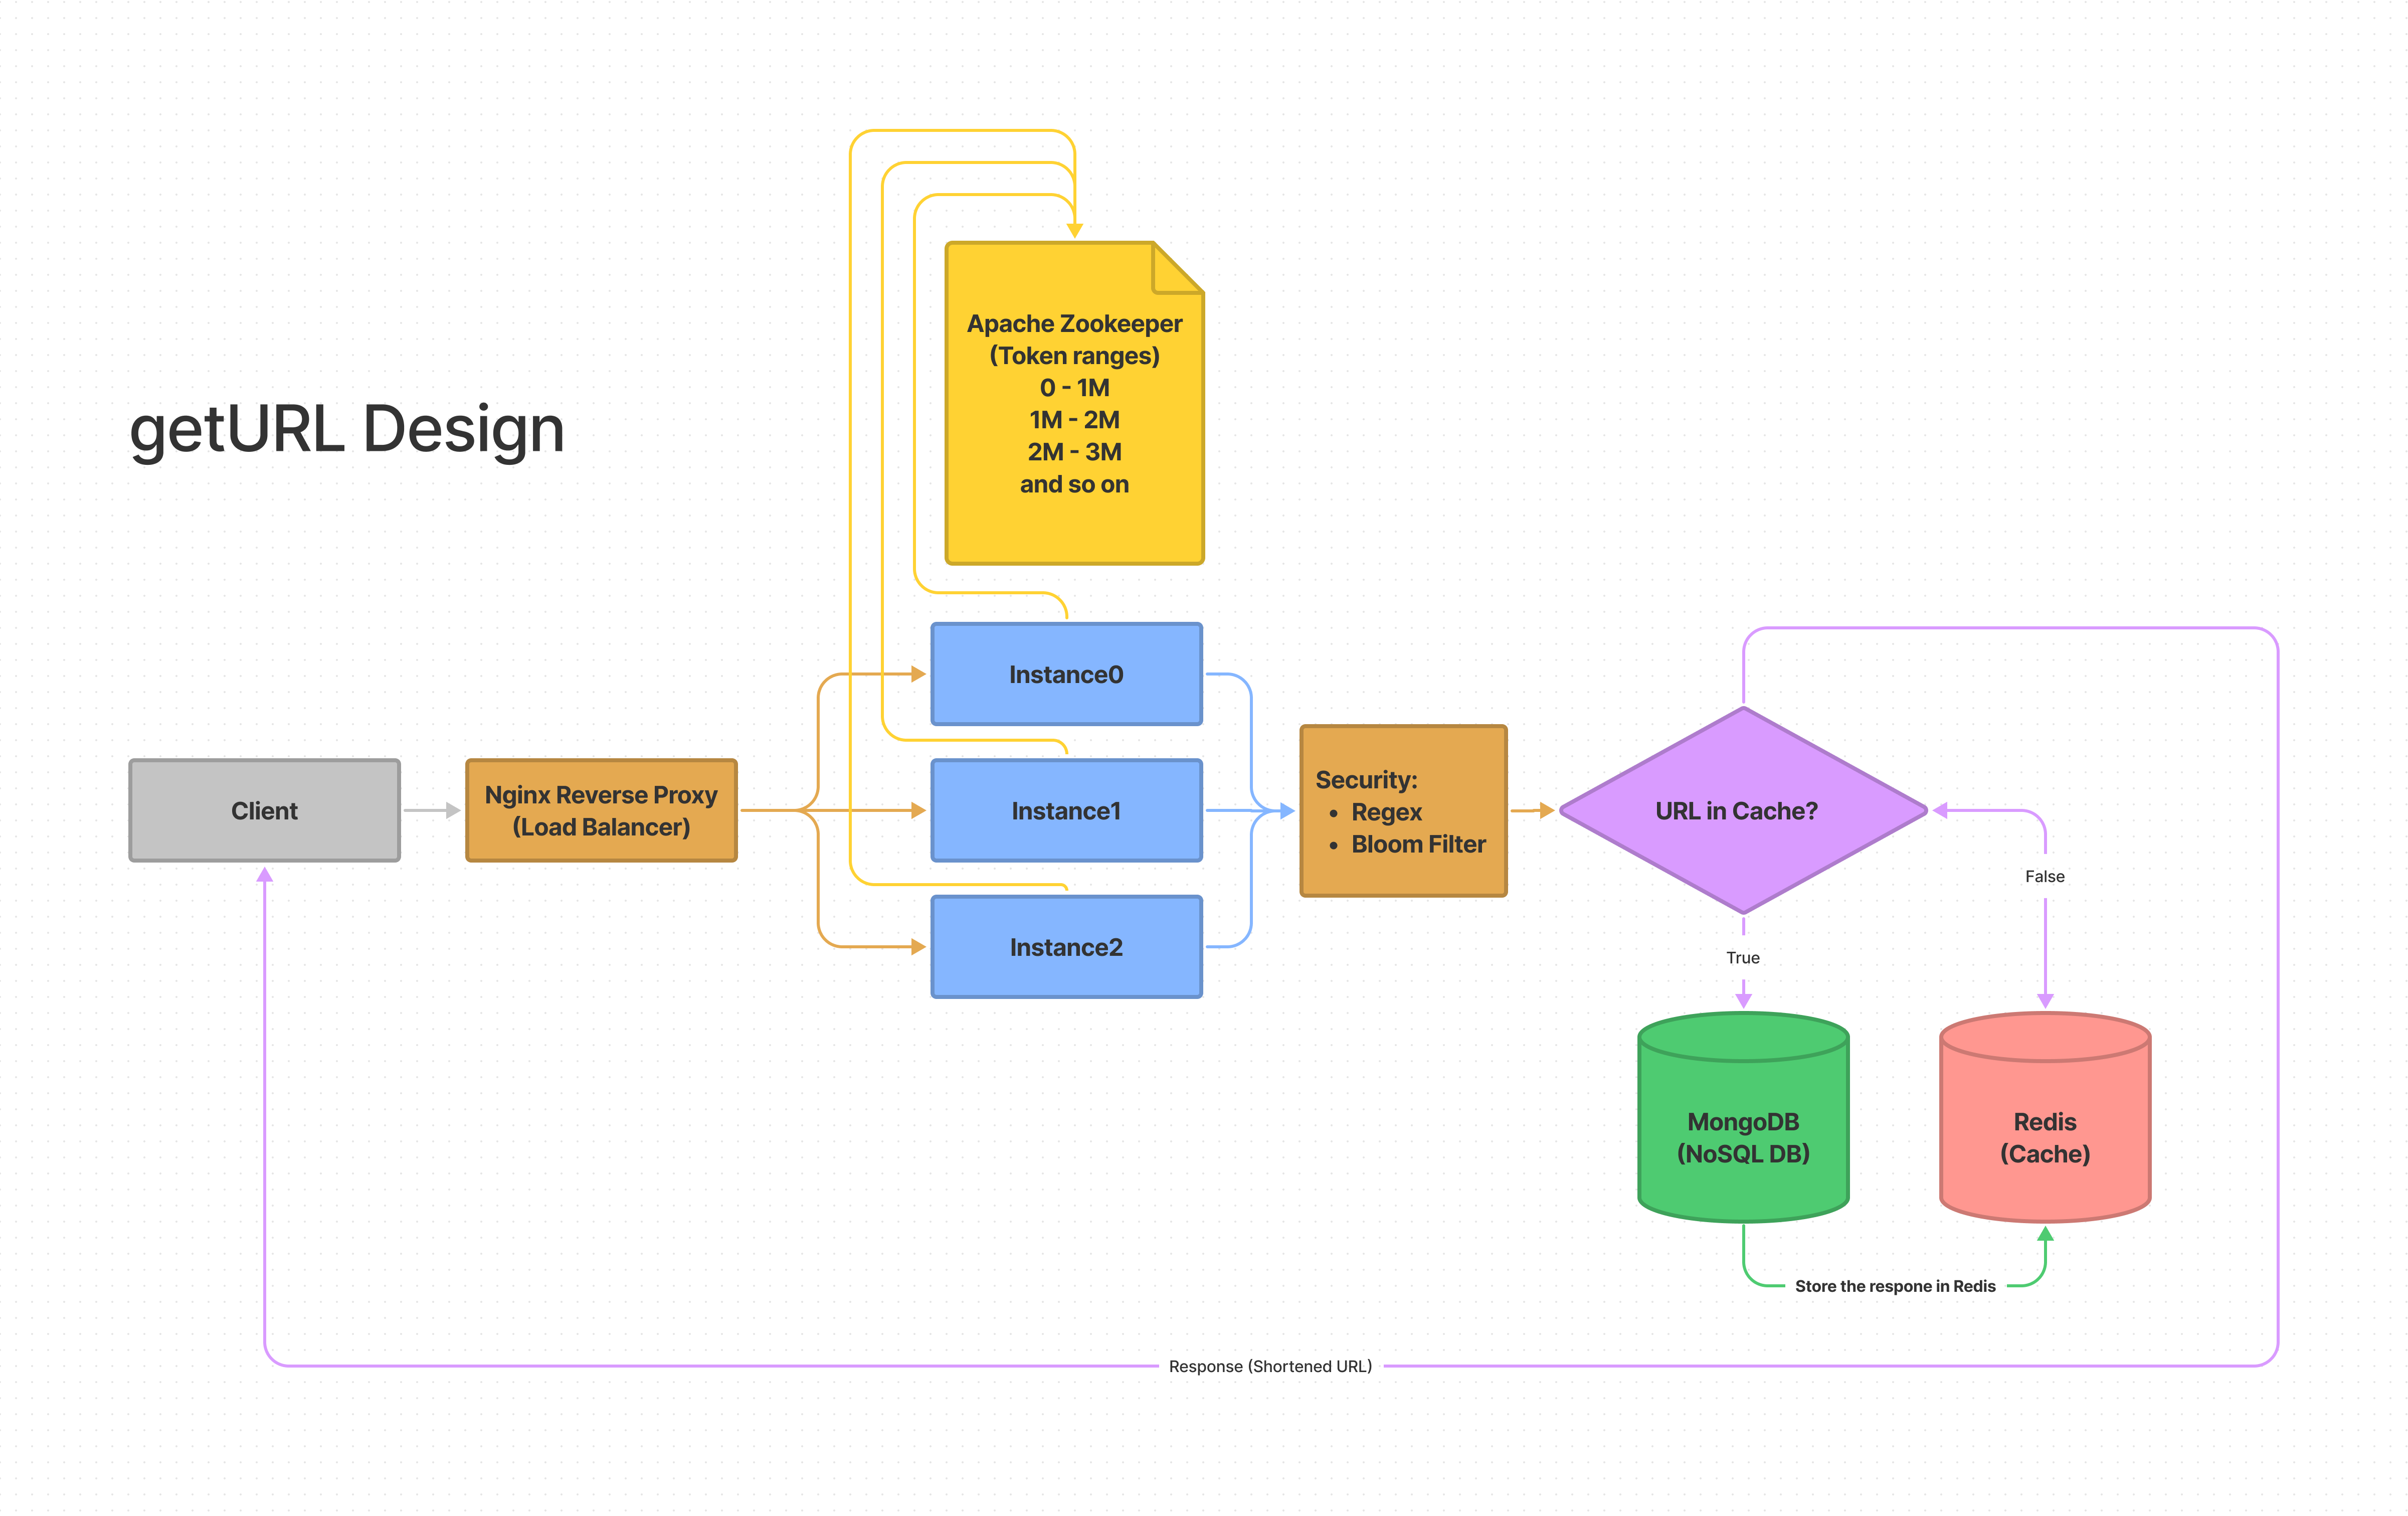 getURL Design
Apache Zookeeper
(Token ranges)
0 - 1M
1M - 2M
2M - 3M
and so on
Client
Nginx Reverse Proxy
(Load Balancer)
Instance0
Instance1
Instance2
Security:
• Regex
• Bloom Filter
URL in Cache?
False
True
MongoDB
(NoSQL DB)
Redis
(Cache)
Store the respone in Redis
Response (Shortened URL)